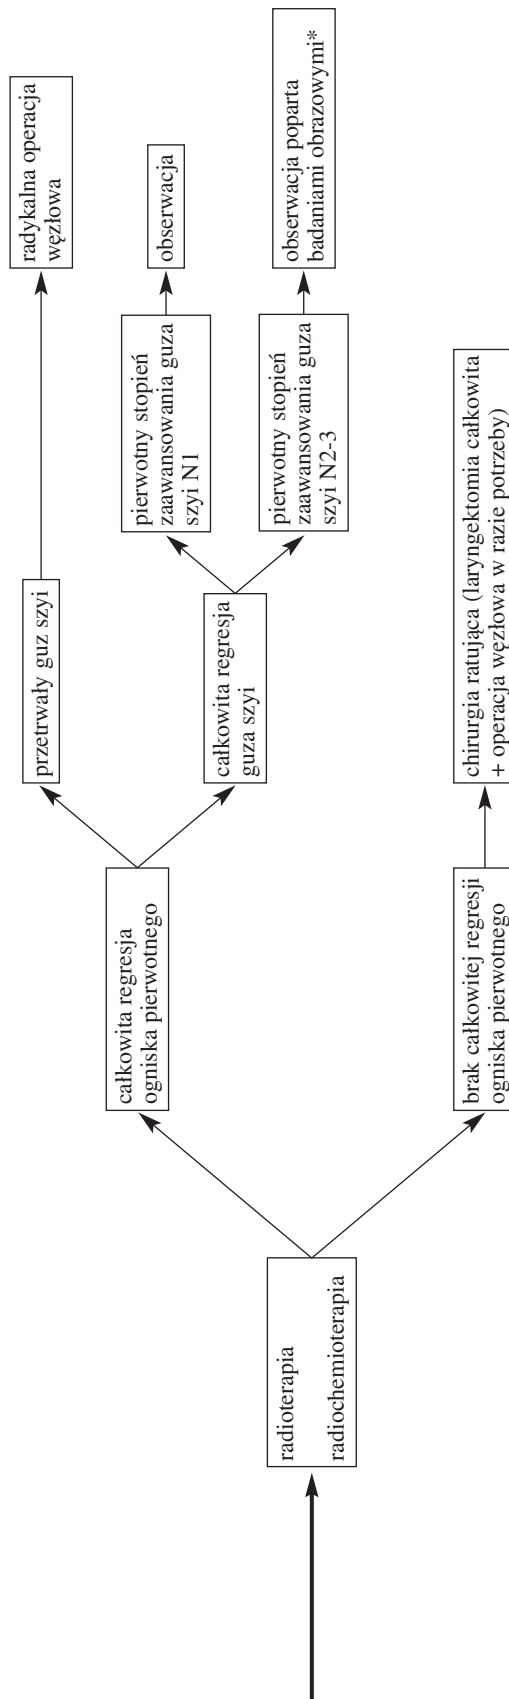 radioterapia
radiochemioterapia
całkowita regresja
ogniska pierwotnego
przetrwały guz szyi
radykalna operacja
węzłowa
całkowita regresja
guza szyi
pierwotny stopień
zaawansowania guza
szyi N1
obserwacja
pierwotny stopień
zaawansowania guza
szyi N2-3
obserwacja poparta
badaniami obrazowymi*
brak całkowitej regresji
ogniska pierwotnego
chirurgia ratująca (laryngektomia całkowita
+ operacja węzłowa w razie potrzeby)